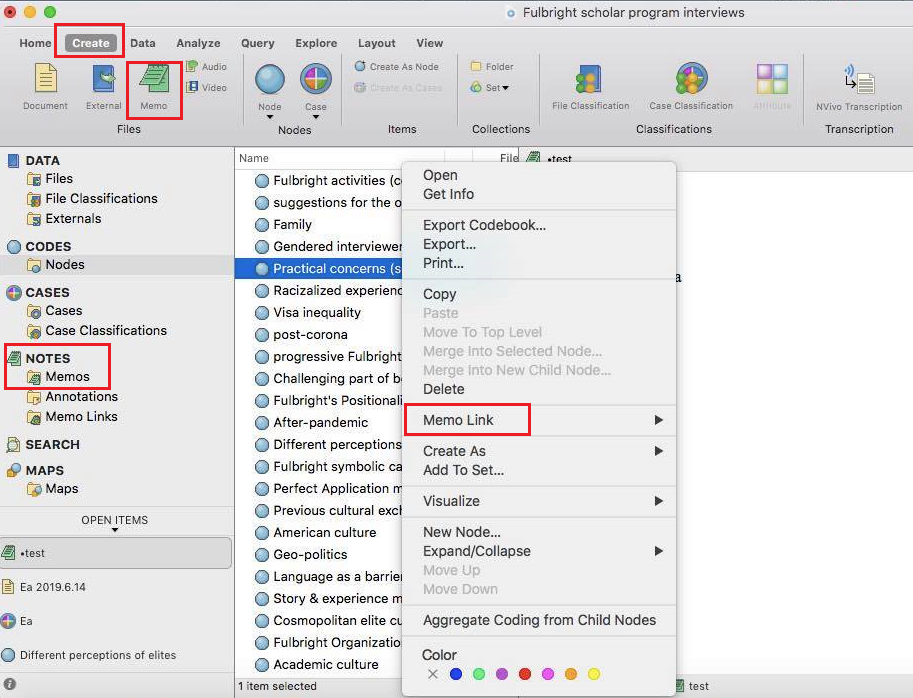 Fulbright scholar program interviews
Home Create Data Analyze Query Explore Layout View
Document External Memo Audio Video Node Case Create As Node Create As Cases Folder Set File Classification Case Classification Attribute NVivo Transcription
Files Nodes Items Collections Classifications Transcription
DATA
Files
File Classifications
Externals
CODES
Nodes
CASES
Cases
Case Classifications
NOTES
Memos
Annotations
Memo Links
SEARCH
MAPS
Maps
OPEN ITEMS
•test
Ea 2019.6.14
Ea
Different perceptions of elites
Name File
Fulbright activities (c
suggestions for the o
Family
Gendered interviewer
Practical concerns (s
Racizalized experienc
Visa inequality
post-corona
progressive Fulbright
Challenging part of b
Fulbright's Positionali
After-pandemic
Different perceptions
Fulbright symbolic ca
Perfect Application m
Previous cultural exch
American culture
Geo-politics
Language as a barrier
Story & experience m
Cosmopolitan elite cu
Fulbright Organizatio
Academic culture
1 item selected
•test
a
Open
Get Info
Export Codebook...
Export...
Print...
Copy
Paste
Move To Top Level
Merge Into Selected Node...
Merge Into New Child Node...
Delete
Memo Link
Create As
Add To Set...
Visualize
New Node...
Expand/Collapse
Move Up
Move Down
Aggregate Coding from Child Nodes
Color
test